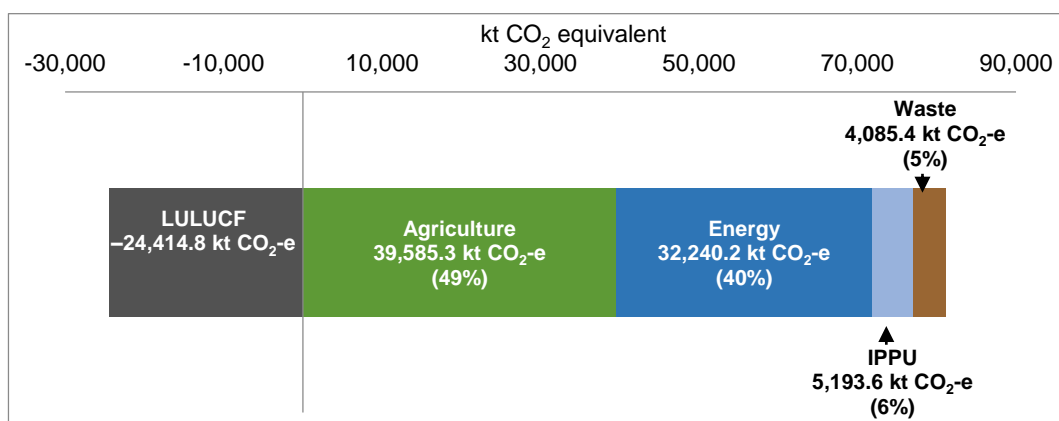 kt CO₂ equivalent
-30,000 -10,000 10,000 30,000 50,000 70,000 90,000
Waste
4,085.4 kt CO₂-e
(5%)
LULUCF
–24,414.8 kt CO₂-e
Agriculture
39,585.3 kt CO₂-e
(49%)
Energy
32,240.2 kt CO₂-e
(40%)
IPPU
5,193.6 kt CO₂-e
(6%)